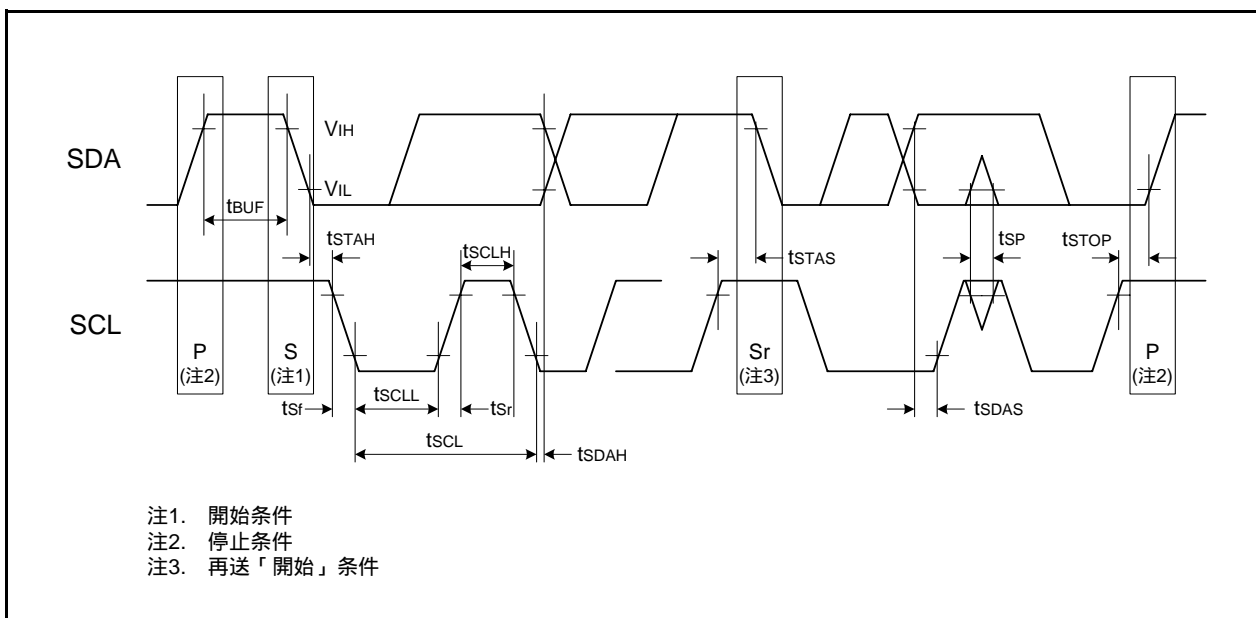 VIH
SDA
VIL
tBUF
tSTAH
tSCLH
tSTAS
tSP
tSTOP
SCL
P
(注2)
S
(注1)
Sr
(注3)
P
(注2)
tSf
tSCLL
tSr
tSDAS
tSCL
tSDAH
注1. 開始条件
注2. 停止条件
注3. 再送「開始」条件